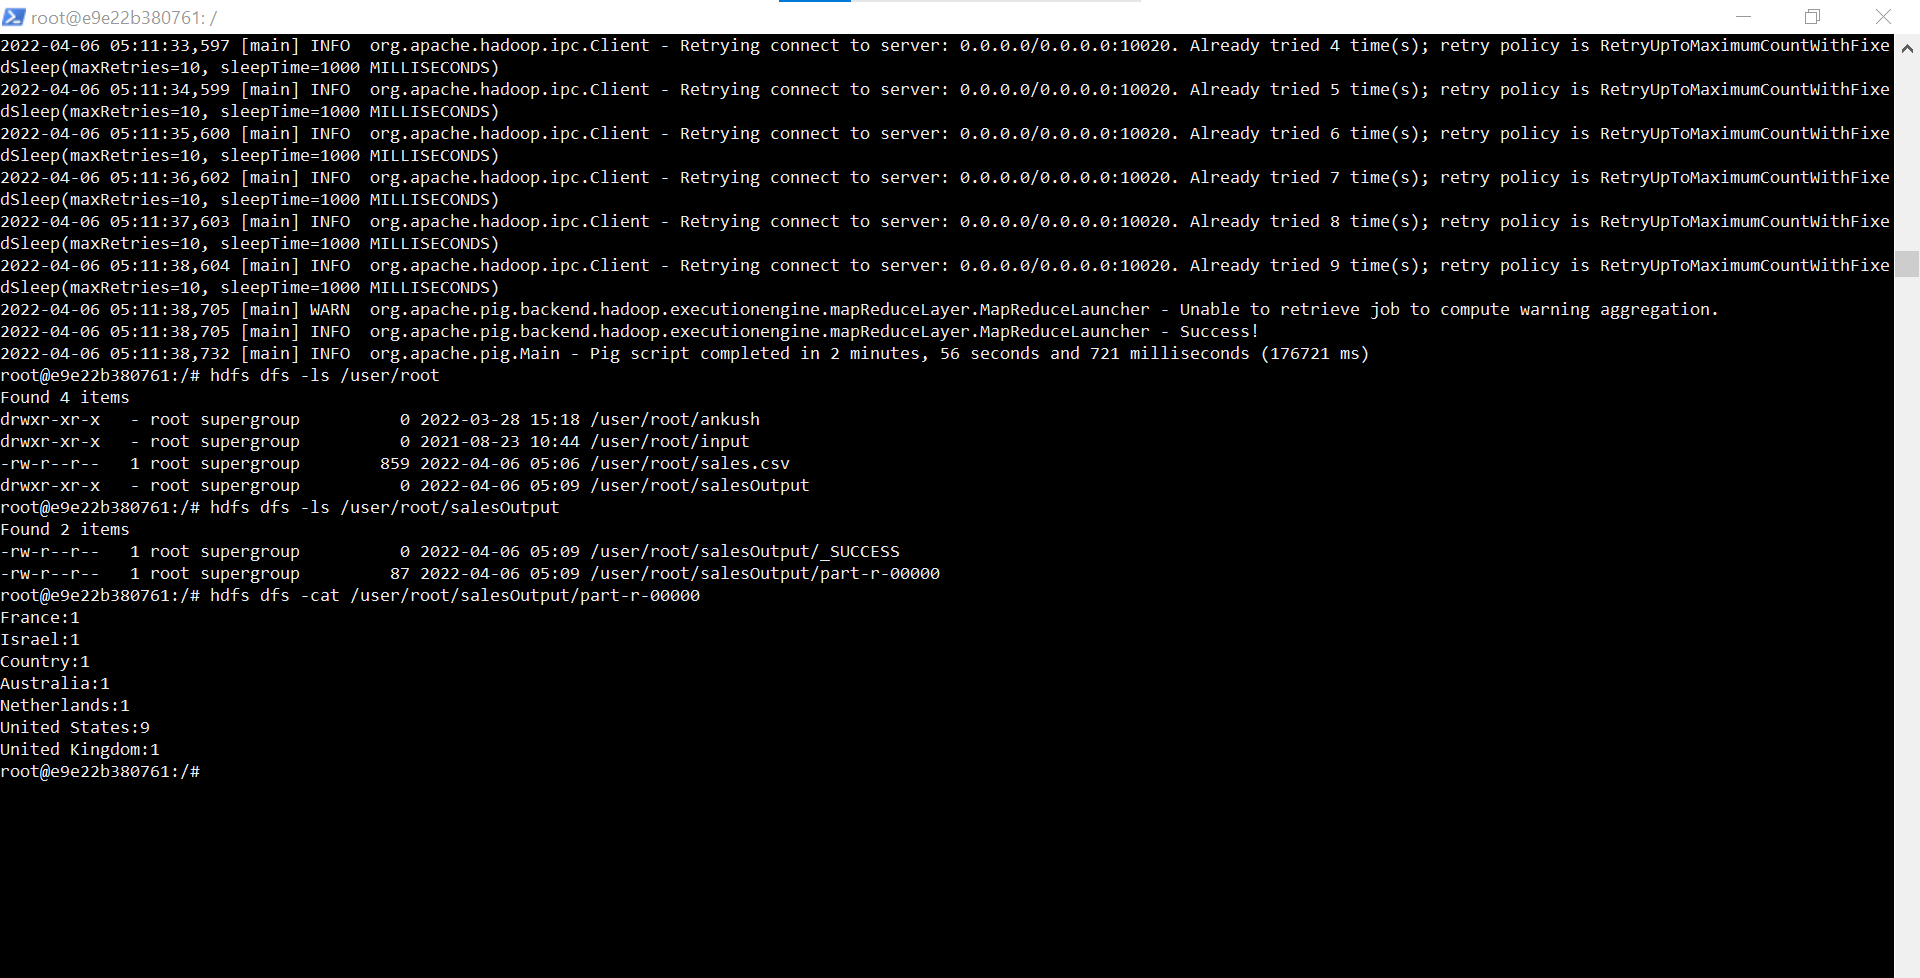 root@e9e22b380761: /
2022-04-06 05:11:33,597 [main] INFO  org.apache.hadoop.ipc.Client - Retrying connect to server: 0.0.0.0/0.0.0.0:10020. Already tried 4 time(s); retry policy is RetryUpToMaximumCountWithFixe
dSleep(maxRetries=10, sleepTime=1000 MILLISECONDS)
2022-04-06 05:11:34,599 [main] INFO  org.apache.hadoop.ipc.Client - Retrying connect to server: 0.0.0.0/0.0.0.0:10020. Already tried 5 time(s); retry policy is RetryUpToMaximumCountWithFixe
dSleep(maxRetries=10, sleepTime=1000 MILLISECONDS)
2022-04-06 05:11:35,600 [main] INFO  org.apache.hadoop.ipc.Client - Retrying connect to server: 0.0.0.0/0.0.0.0:10020. Already tried 6 time(s); retry policy is RetryUpToMaximumCountWithFixe
dSleep(maxRetries=10, sleepTime=1000 MILLISECONDS)
2022-04-06 05:11:36,602 [main] INFO  org.apache.hadoop.ipc.Client - Retrying connect to server: 0.0.0.0/0.0.0.0:10020. Already tried 7 time(s); retry policy is RetryUpToMaximumCountWithFixe
dSleep(maxRetries=10, sleepTime=1000 MILLISECONDS)
2022-04-06 05:11:37,603 [main] INFO  org.apache.hadoop.ipc.Client - Retrying connect to server: 0.0.0.0/0.0.0.0:10020. Already tried 8 time(s); retry policy is RetryUpToMaximumCountWithFixe
dSleep(maxRetries=10, sleepTime=1000 MILLISECONDS)
2022-04-06 05:11:38,604 [main] INFO  org.apache.hadoop.ipc.Client - Retrying connect to server: 0.0.0.0/0.0.0.0:10020. Already tried 9 time(s); retry policy is RetryUpToMaximumCountWithFixe
dSleep(maxRetries=10, sleepTime=1000 MILLISECONDS)
2022-04-06 05:11:38,705 [main] WARN  org.apache.pig.backend.hadoop.executionengine.mapReduceLayer.MapReduceLauncher - Unable to retrieve job to compute warning aggregation.
2022-04-06 05:11:38,705 [main] INFO  org.apache.pig.backend.hadoop.executionengine.mapReduceLayer.MapReduceLauncher - Success!
2022-04-06 05:11:38,732 [main] INFO  org.apache.pig.Main - Pig script completed in 2 minutes, 56 seconds and 721 milliseconds (176721 ms)
root@e9e22b380761:/# hdfs dfs -ls /user/root
Found 4 items
drwxr-xr-x   - root supergroup          0 2022-03-28 15:18 /user/root/ankush
drwxr-xr-x   - root supergroup          0 2021-08-23 10:44 /user/root/input
-rw-r--r--   1 root supergroup        859 2022-04-06 05:06 /user/root/sales.csv
drwxr-xr-x   - root supergroup          0 2022-04-06 05:09 /user/root/salesOutput
root@e9e22b380761:/# hdfs dfs -ls /user/root/salesOutput
Found 2 items
-rw-r--r--   1 root supergroup          0 2022-04-06 05:09 /user/root/salesOutput/_SUCCESS
-rw-r--r--   1 root supergroup         87 2022-04-06 05:09 /user/root/salesOutput/part-r-00000
root@e9e22b380761:/# hdfs dfs -cat /user/root/salesOutput/part-r-00000
France:1
Israel:1
Country:1
Australia:1
Netherlands:1
United States:9
United Kingdom:1
root@e9e22b380761:/#